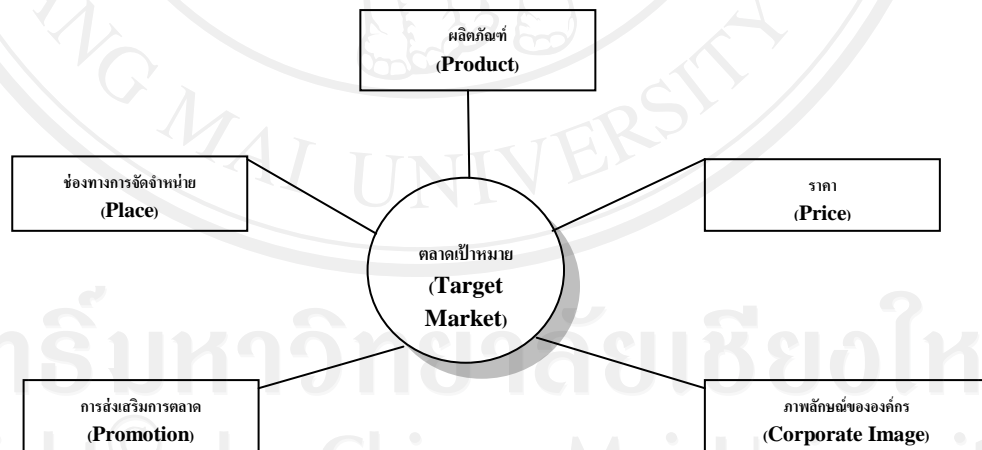 ผลิตภัณฑ์
(Product)
ช่องทางการจัดจำหน่าย
(Place)
ราคา
(Price)
ตลาดเป้าหมาย
(Target
Market)
การส่งเสริมการตลาด
(Promotion)
ภาพลักษณ์ขององค์กร
(Corporate Image)
MAI UNIVERSITY